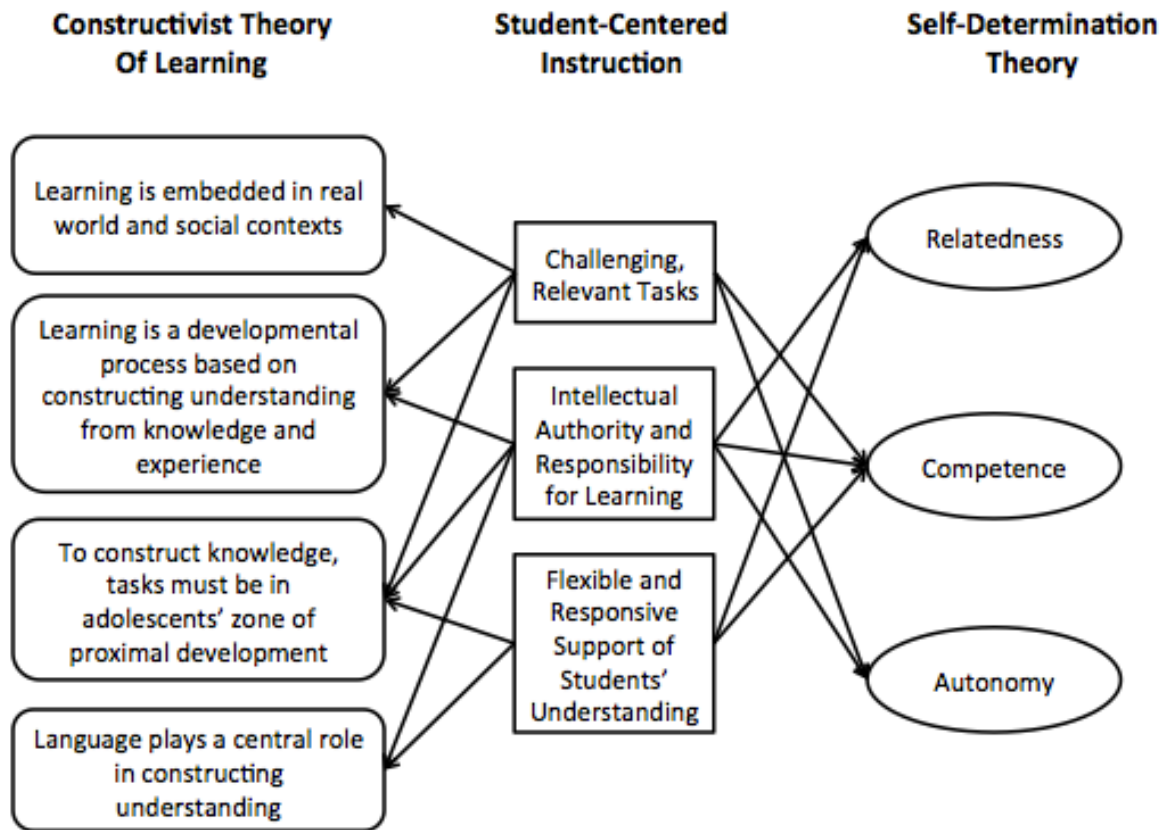 Constructivist Theory
Of Learning
Student-Centered
Instruction
Self-Determination
Theory
Learning is embedded in real
world and social contexts
Learning is a developmental
process based on
constructing understanding
from knowledge and
experience
To construct knowledge,
tasks must be in
adolescents’ zone of
proximal development
Language plays a central role
in constructing
understanding
Challenging,
Relevant Tasks
Intellectual
Authority and
Responsibility
for Learning
Flexible and
Responsive
Support of
Students’
Understanding
Relatedness
Competence
Autonomy